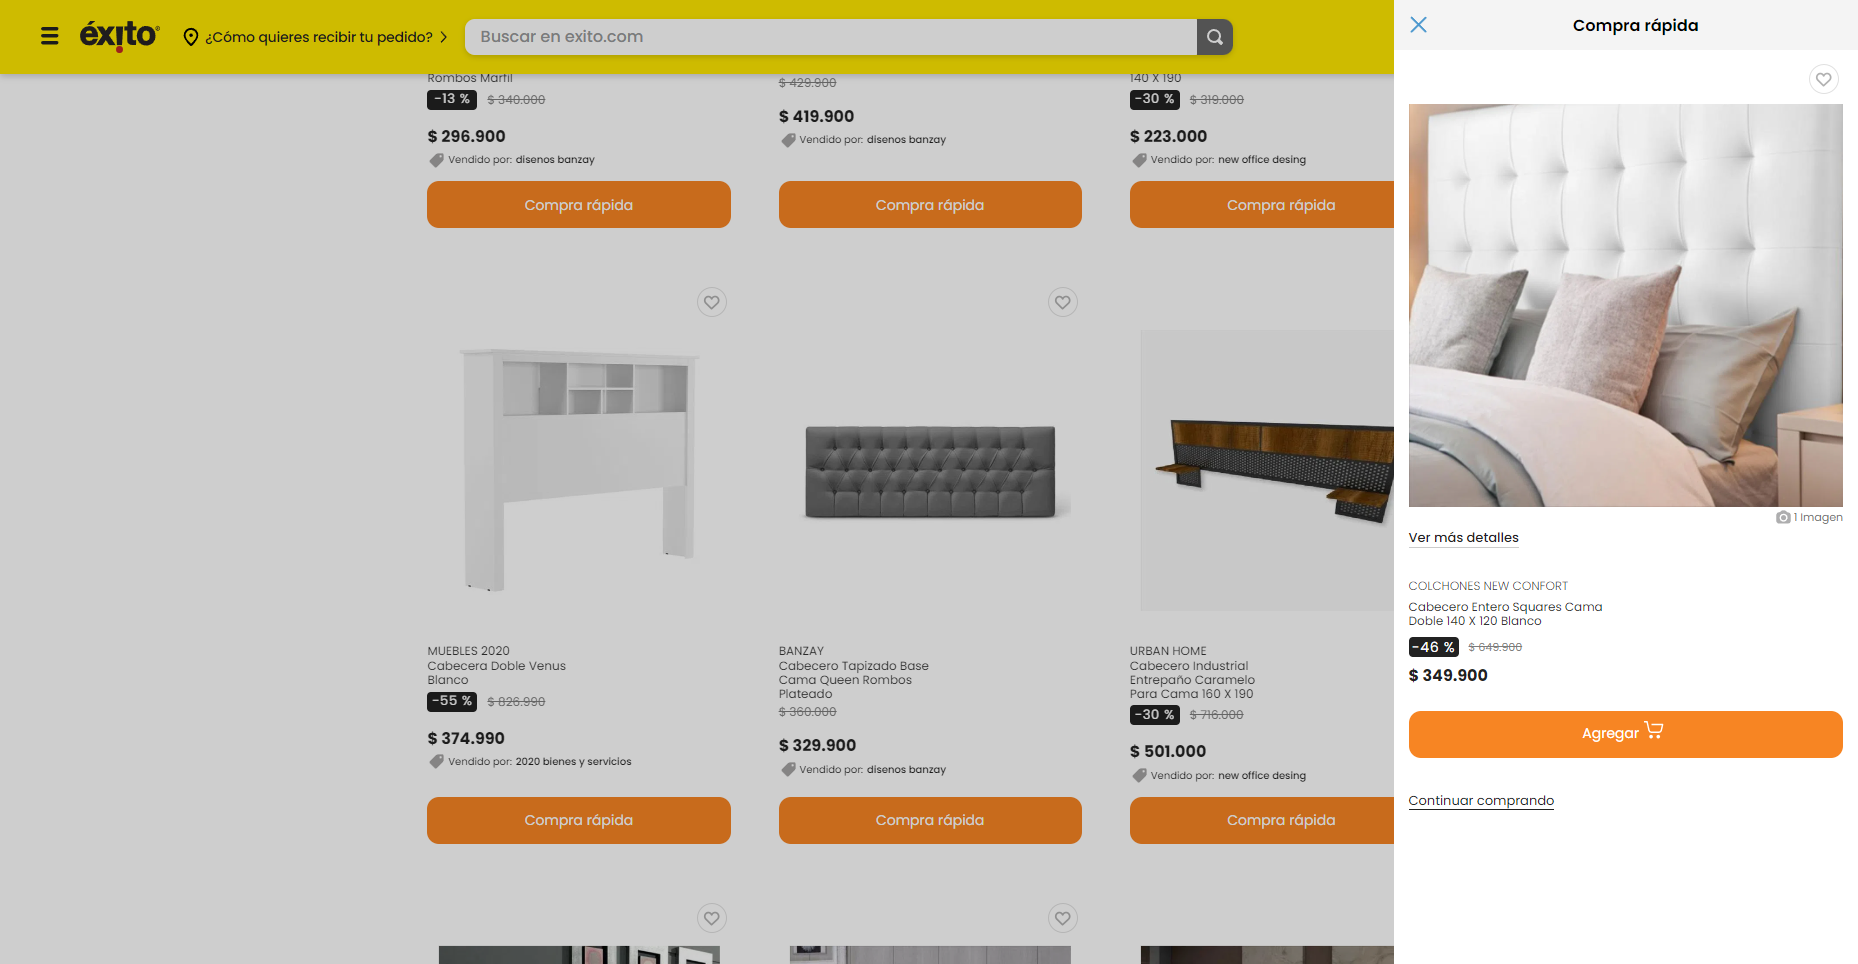 éxito
¿Cómo quieres recibir tu pedido?
Buscar en exito.com
Rombos Marfil
-13 % $ 340.000
$ 296.900
Vendido por: disenos banzay
Compra rápida
$ 429.900
$ 419.900
Vendido por: disenos banzay
Compra rápida
140 X 190
-30 % $ 319.000
$ 223.000
Vendido por: new office desing
Compra rápida
MUEBLES 2020
Cabecera Doble Venus
Blanco
-55 % $ 826.990
$ 374.990
Vendido por: 2020 bienes y servicios
Compra rápida
BANZAY
Cabecero Tapizado Base
Cama Queen Rombos
Plateado
$ 360.000
$ 329.900
Vendido por: disenos banzay
Compra rápida
URBAN HOME
Cabecero Industrial
Entrepaño Caramelo
Para Cama 160 X 190
-30 % $ 716.000
$ 501.000
Vendido por: new office desing
Compra rápida
Compra rápida
1 Imagen
Ver más detalles
COLCHONES NEW CONFORT
Cabecero Entero Squares Cama
Doble 140 X 120 Blanco
-46 % $ 649.900
$ 349.900
Agregar
Continuar comprando